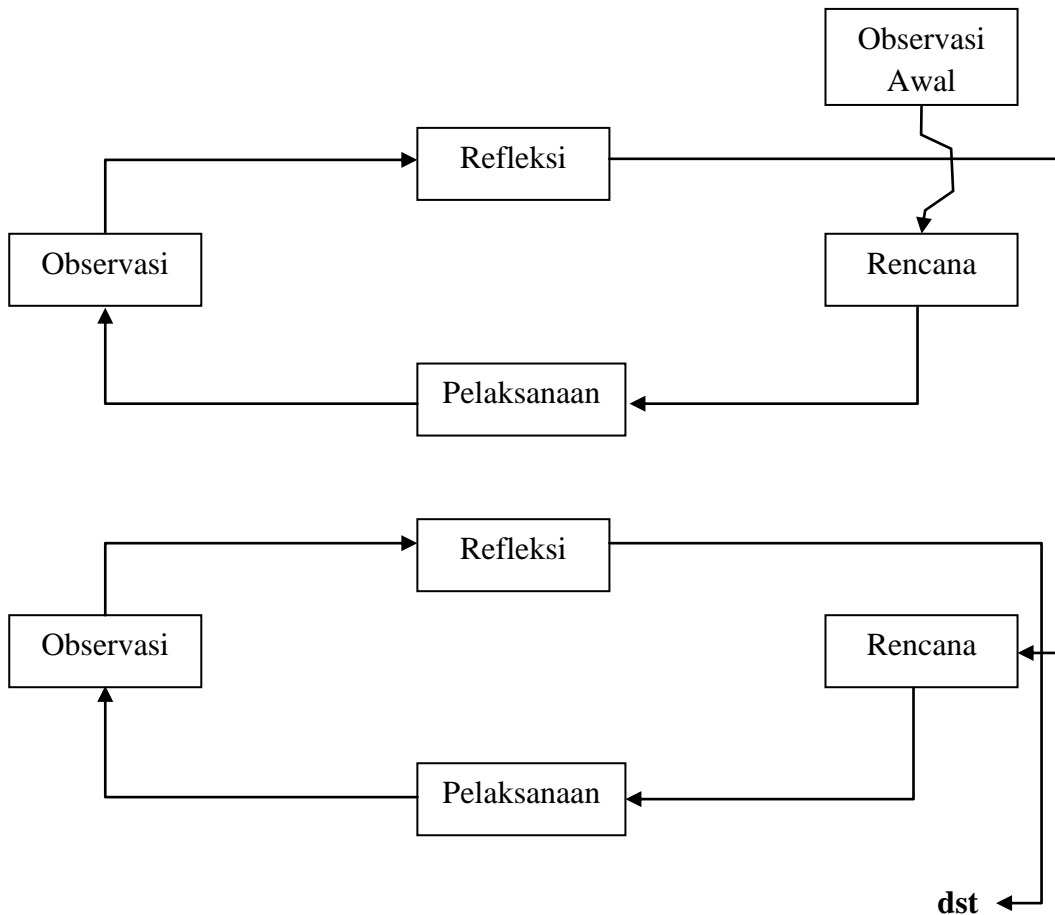 Observasi
Awal
Refleksi
Observasi
Rencana
Pelaksanaan
Refleksi
Observasi
Rencana
Pelaksanaan
dst